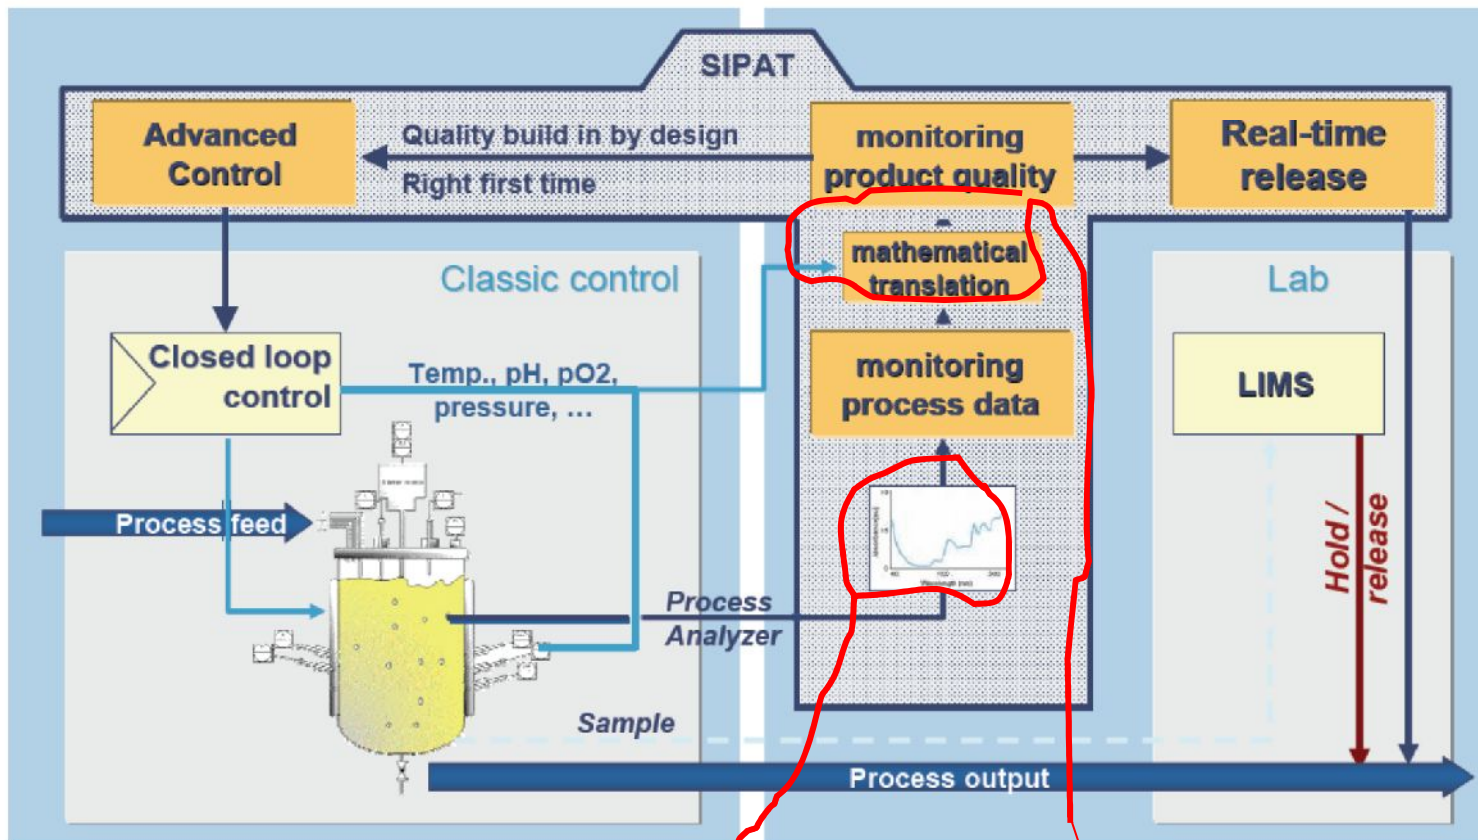 SIPAT
Advanced
Control
Quality build in by design
Right first time
monitoring
product quality
Real-time
release
mathematical
translation
Classic control
Lab
Closed loop
control
Temp., pH, pO2,
pressure, …
monitoring
process data
LIMS
Process feed
Hold /
release
Process
Analyzer
Sample
Process output